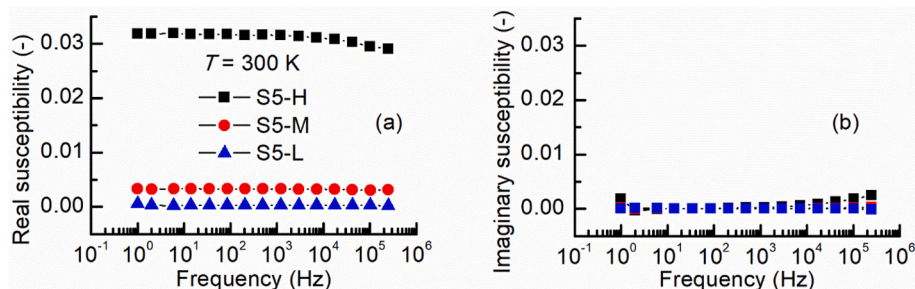 Real susceptibility (-)
0.03
0.02
0.01
0.00
T = 300 K
S5-H
S5-M
S5-L
(a)
10⁻¹ 10⁰ 10¹ 10² 10³ 10⁴ 10⁵ 10⁶
Frequency (Hz)
Imaginary susceptibility (-)
0.03
0.02
0.01
0.00
(b)
10⁻¹ 10⁰ 10¹ 10² 10³ 10⁴ 10⁵ 10⁶
Frequency (Hz)